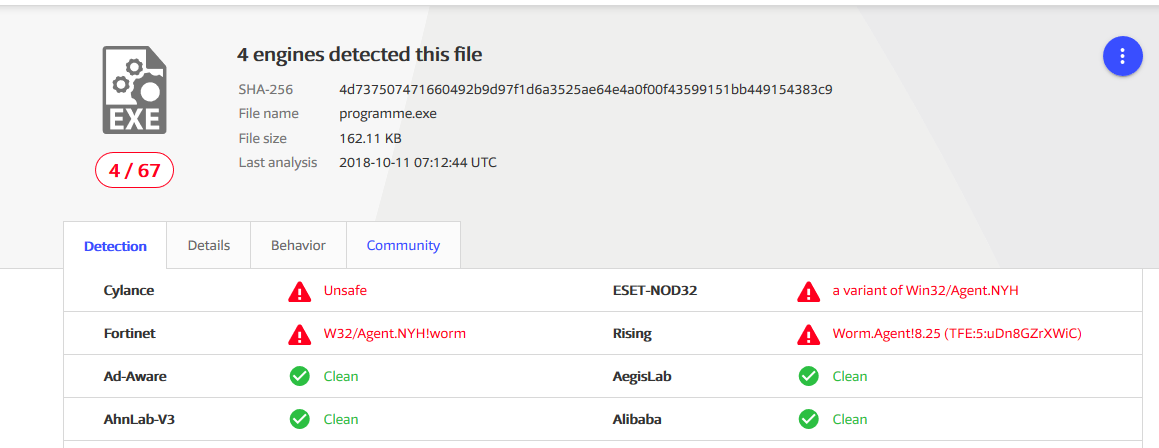 4 engines detected this file
SHA-256 4d737507471660492b9d97f1d6a3525ae64e4a0f00f43599151bb449154383c9
File name programme.exe
File size 162.11 KB
Last analysis 2018-10-11 07:12:44 UTC
EXE
4 / 67
Detection Details Behavior Community
Cylance Unsafe ESET-NOD32 a variant of Win32/Agent.NYH
Fortinet W32/Agent.NYH!worm Rising Worm.Agent!8.25 (TFE:5:uDn8GZrXWiC)
Ad-Aware Clean AegisLab Clean
AhnLab-V3 Clean Alibaba Clean